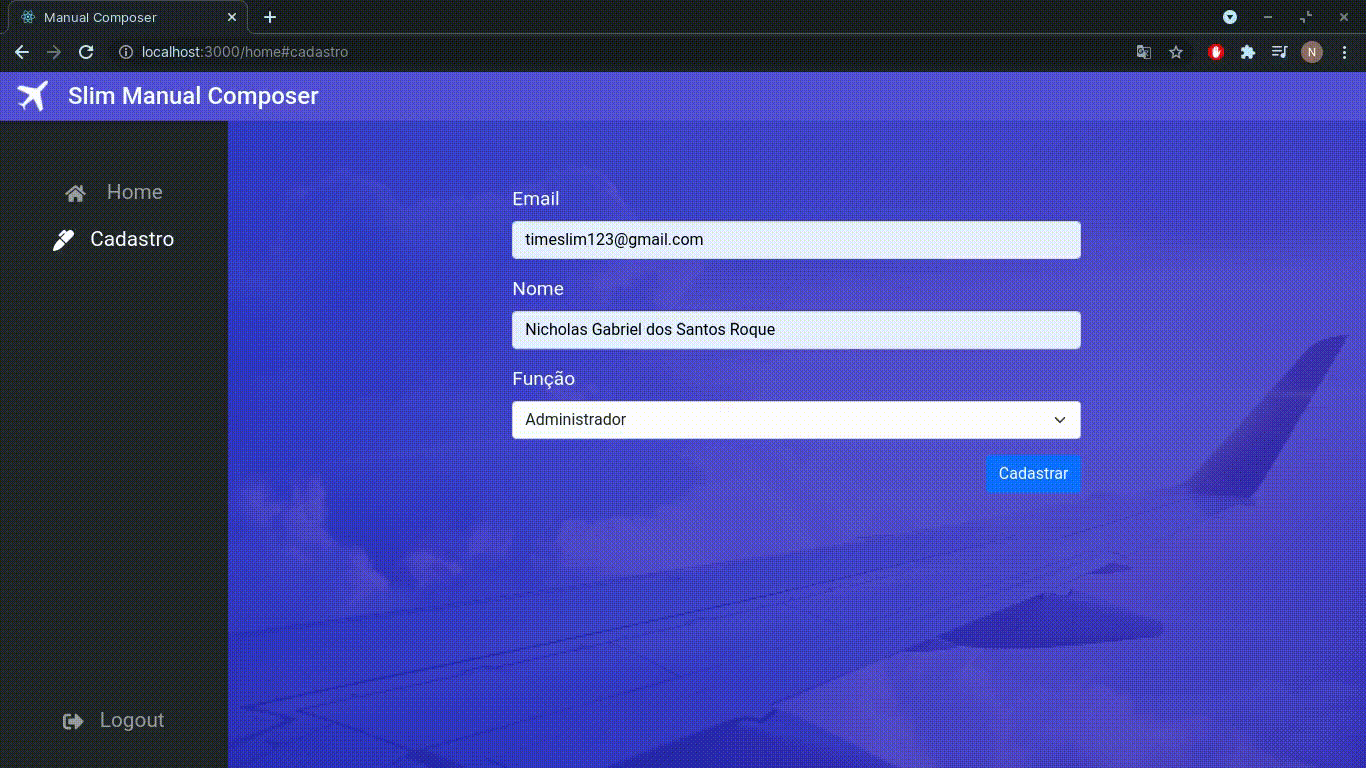 Manual Composer
localhost:3000/home#cadastro
N
Slim Manual Composer
Home
Cadastro
Email
timeslim123@gmail.com
Nome
Nicholas Gabriel dos Santos Roque
Função
Administrador
Cadastrar
Logout